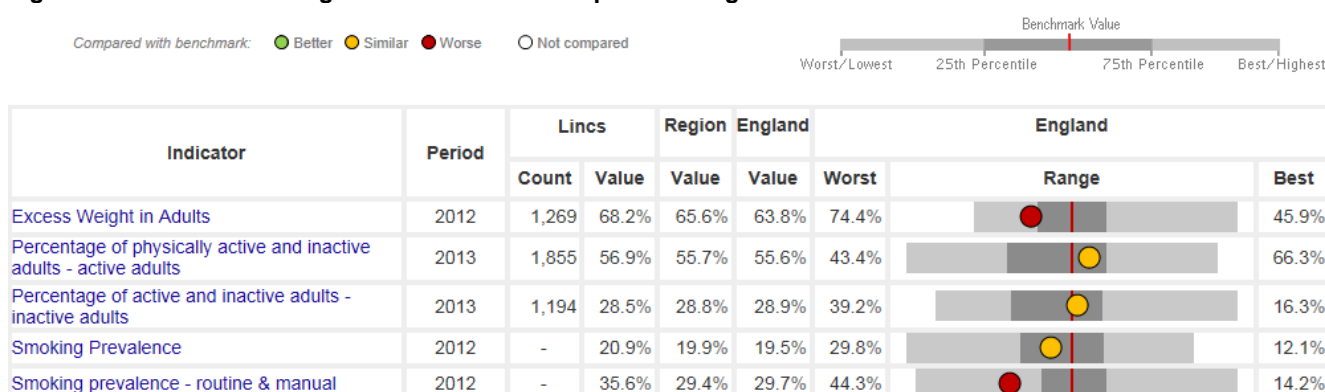 Compared with benchmark: Better Similar Worse Not compared
Benchmark Value
Worst/Lowest 25th Percentile 75th Percentile Best/Highest
Indicator Period Lincs Region England England
Count Value Value Value Worst Range Best
Excess Weight in Adults 2012 1,269 68.2% 65.6% 63.8% 74.4% 45.9%
Percentage of physically active and inactive
adults - active adults 2013 1,855 56.9% 55.7% 55.6% 43.4% 66.3%
Percentage of active and inactive adults -
inactive adults 2013 1,194 28.5% 28.8% 28.9% 39.2% 16.3%
Smoking Prevalence 2012 - 20.9% 19.9% 19.5% 29.8% 12.1%
Smoking prevalence - routine & manual 2012 - 35.6% 29.4% 29.7% 44.3% 14.2%